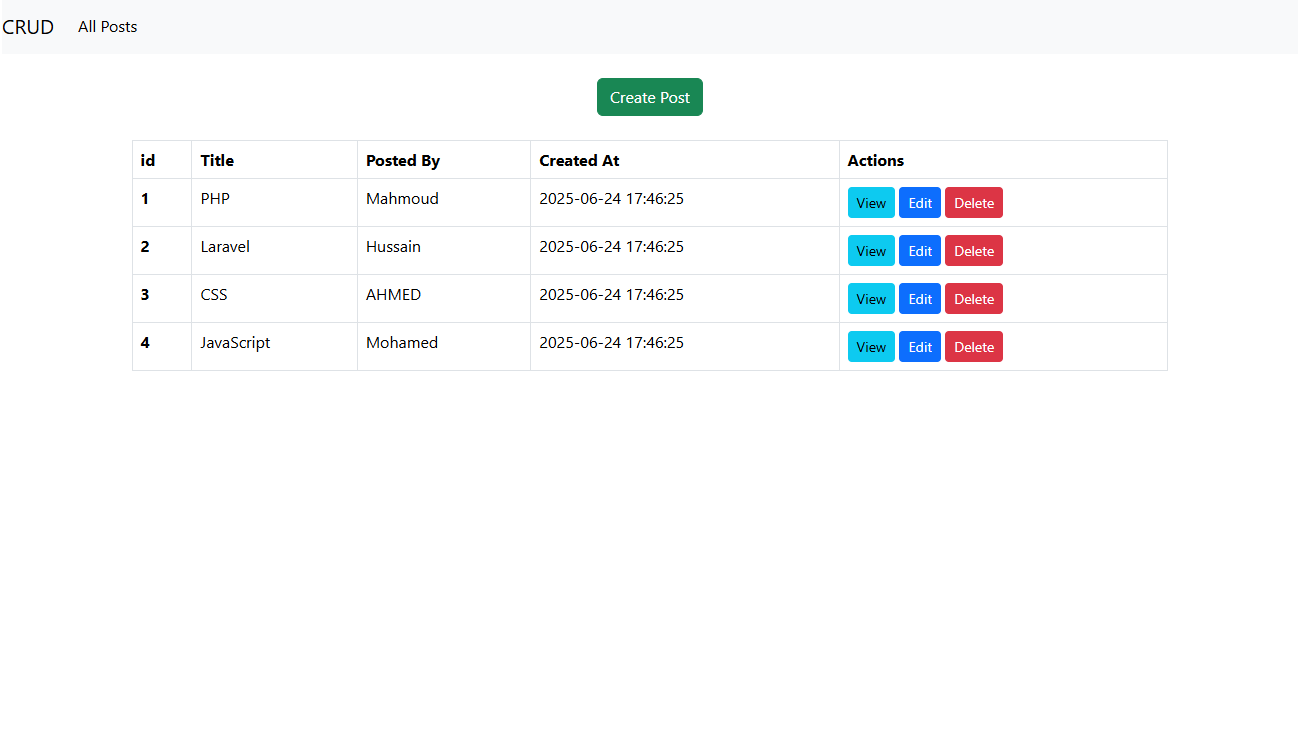 CRUD All Posts
Create Post
id Title Posted By Created At Actions
1 PHP Mahmoud 2025-06-24 17:46:25 View Edit Delete
2 Laravel Hussain 2025-06-24 17:46:25 View Edit Delete
3 CSS AHMED 2025-06-24 17:46:25 View Edit Delete
4 JavaScript Mohamed 2025-06-24 17:46:25 View Edit Delete